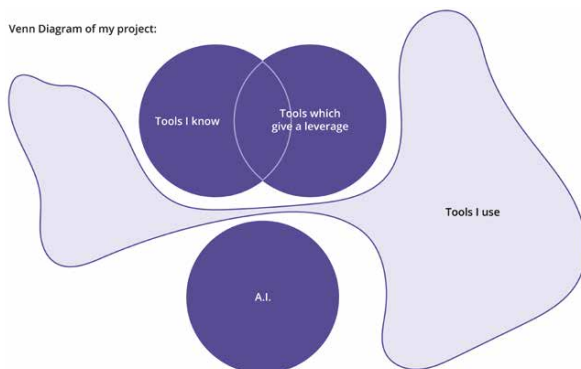 Venn Diagram of my project:
Tools I know
Tools which
give a leverage
Tools I use
A.I.